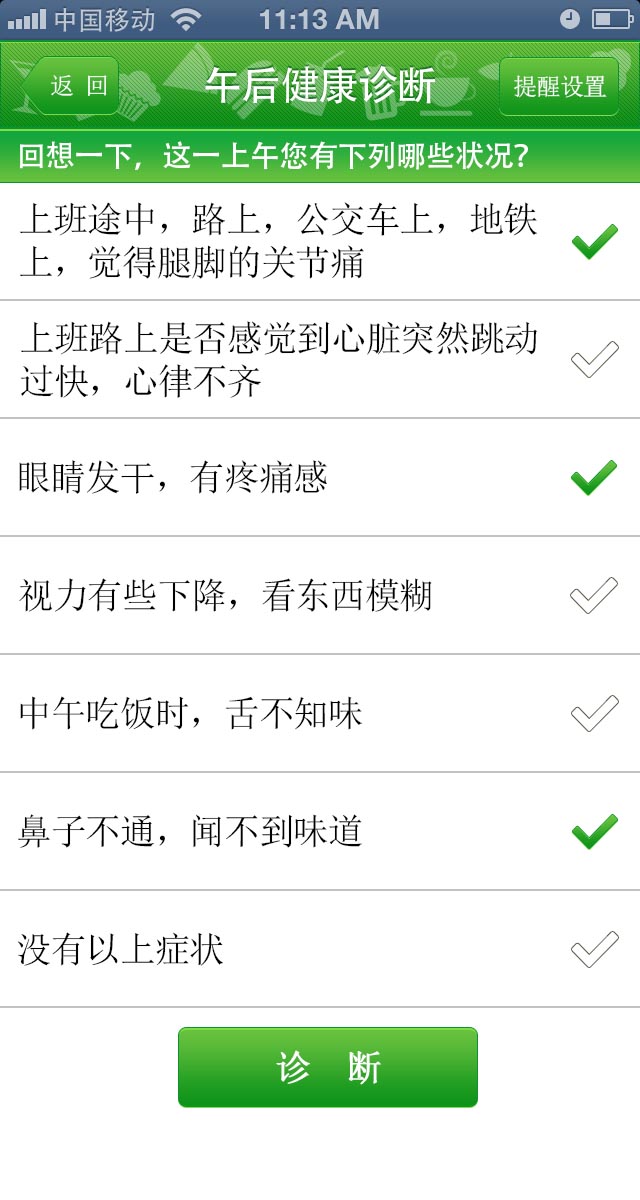 中国移动 11:13 AM
返 回 午后健康诊断 提醒设置
回想一下，这一上午您有下列哪些状况？
上班途中，路上，公交车上，地铁
上，觉得腿脚的关节痛
上班路上是否感觉到心脏突然跳动
过快，心律不齐
眼睛发干，有疼痛感
视力有些下降，看东西模糊
中午吃饭时，舌不知味
鼻子不通，闻不到味道
没有以上症状
诊 断